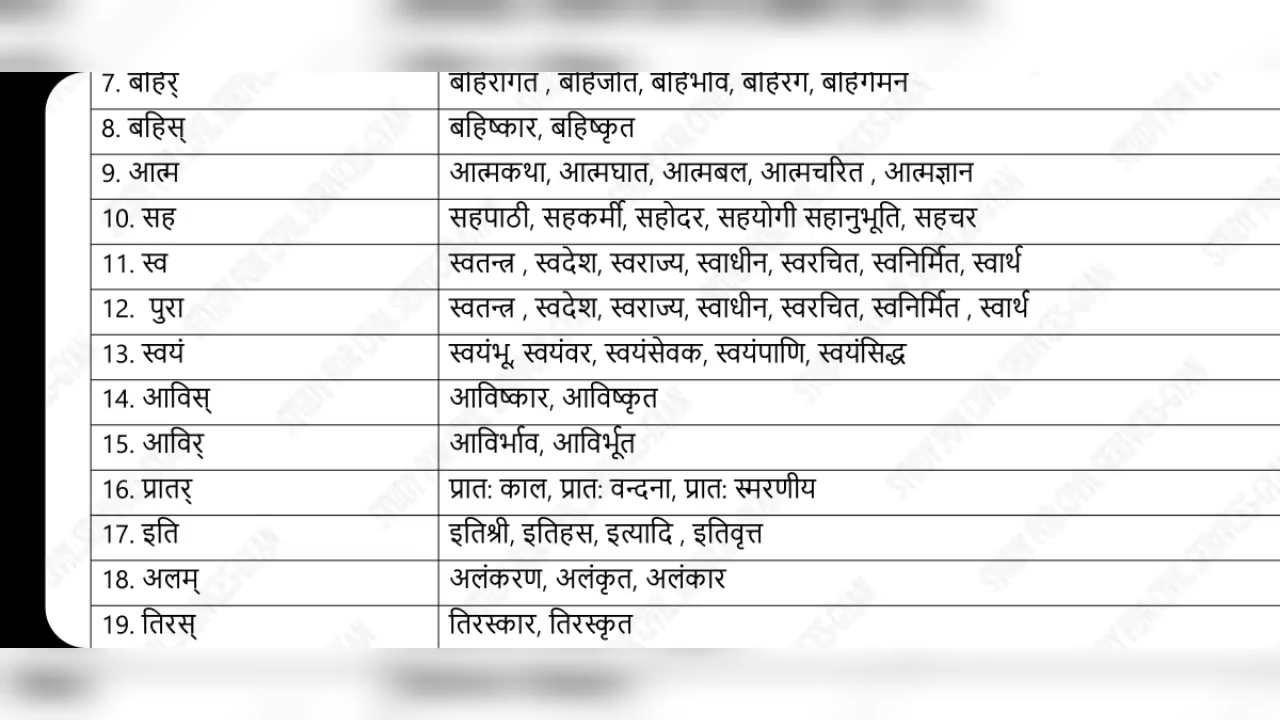 7. बहिर् बहिरागत , बहिर्जात, बहिर्भाव, बहिरंग, बहिर्गमन
8. बहिस् बहिष्कार, बहिष्कृत
9. आत्म आत्मकथा, आत्मघात, आत्मबल, आत्मचरित , आत्मज्ञान
10. सह सहपाठी, सहकर्मी, सहोदर, सहयोगी सहानुभूति, सहचर
11. स्व स्वतन्त्र , स्वदेश, स्वराज्य, स्वाधीन, स्वरचित, स्वनिर्मित, स्वार्थ
12. पुरा स्वतन्त्र , स्वदेश, स्वराज्य, स्वाधीन, स्वरचित, स्वनिर्मित , स्वार्थ
13. स्वयं स्वयंभू, स्वयंवर, स्वयंसेवक, स्वयंपाणि, स्वयंसिद्ध
14. आविस् आविष्कार, आविष्कृत
15. आविर् आविर्भाव, आविर्भूत
16. प्रातर् प्रात: काल, प्रात: वन्दना, प्रात: स्मरणीय
17. इति इतिश्री, इतिहस, इत्यादि , इतिवृत्त
18. अलम् अलंकरण, अलंकृत, अलंकार
19. तिरस् तिरस्कार, तिरस्कृत